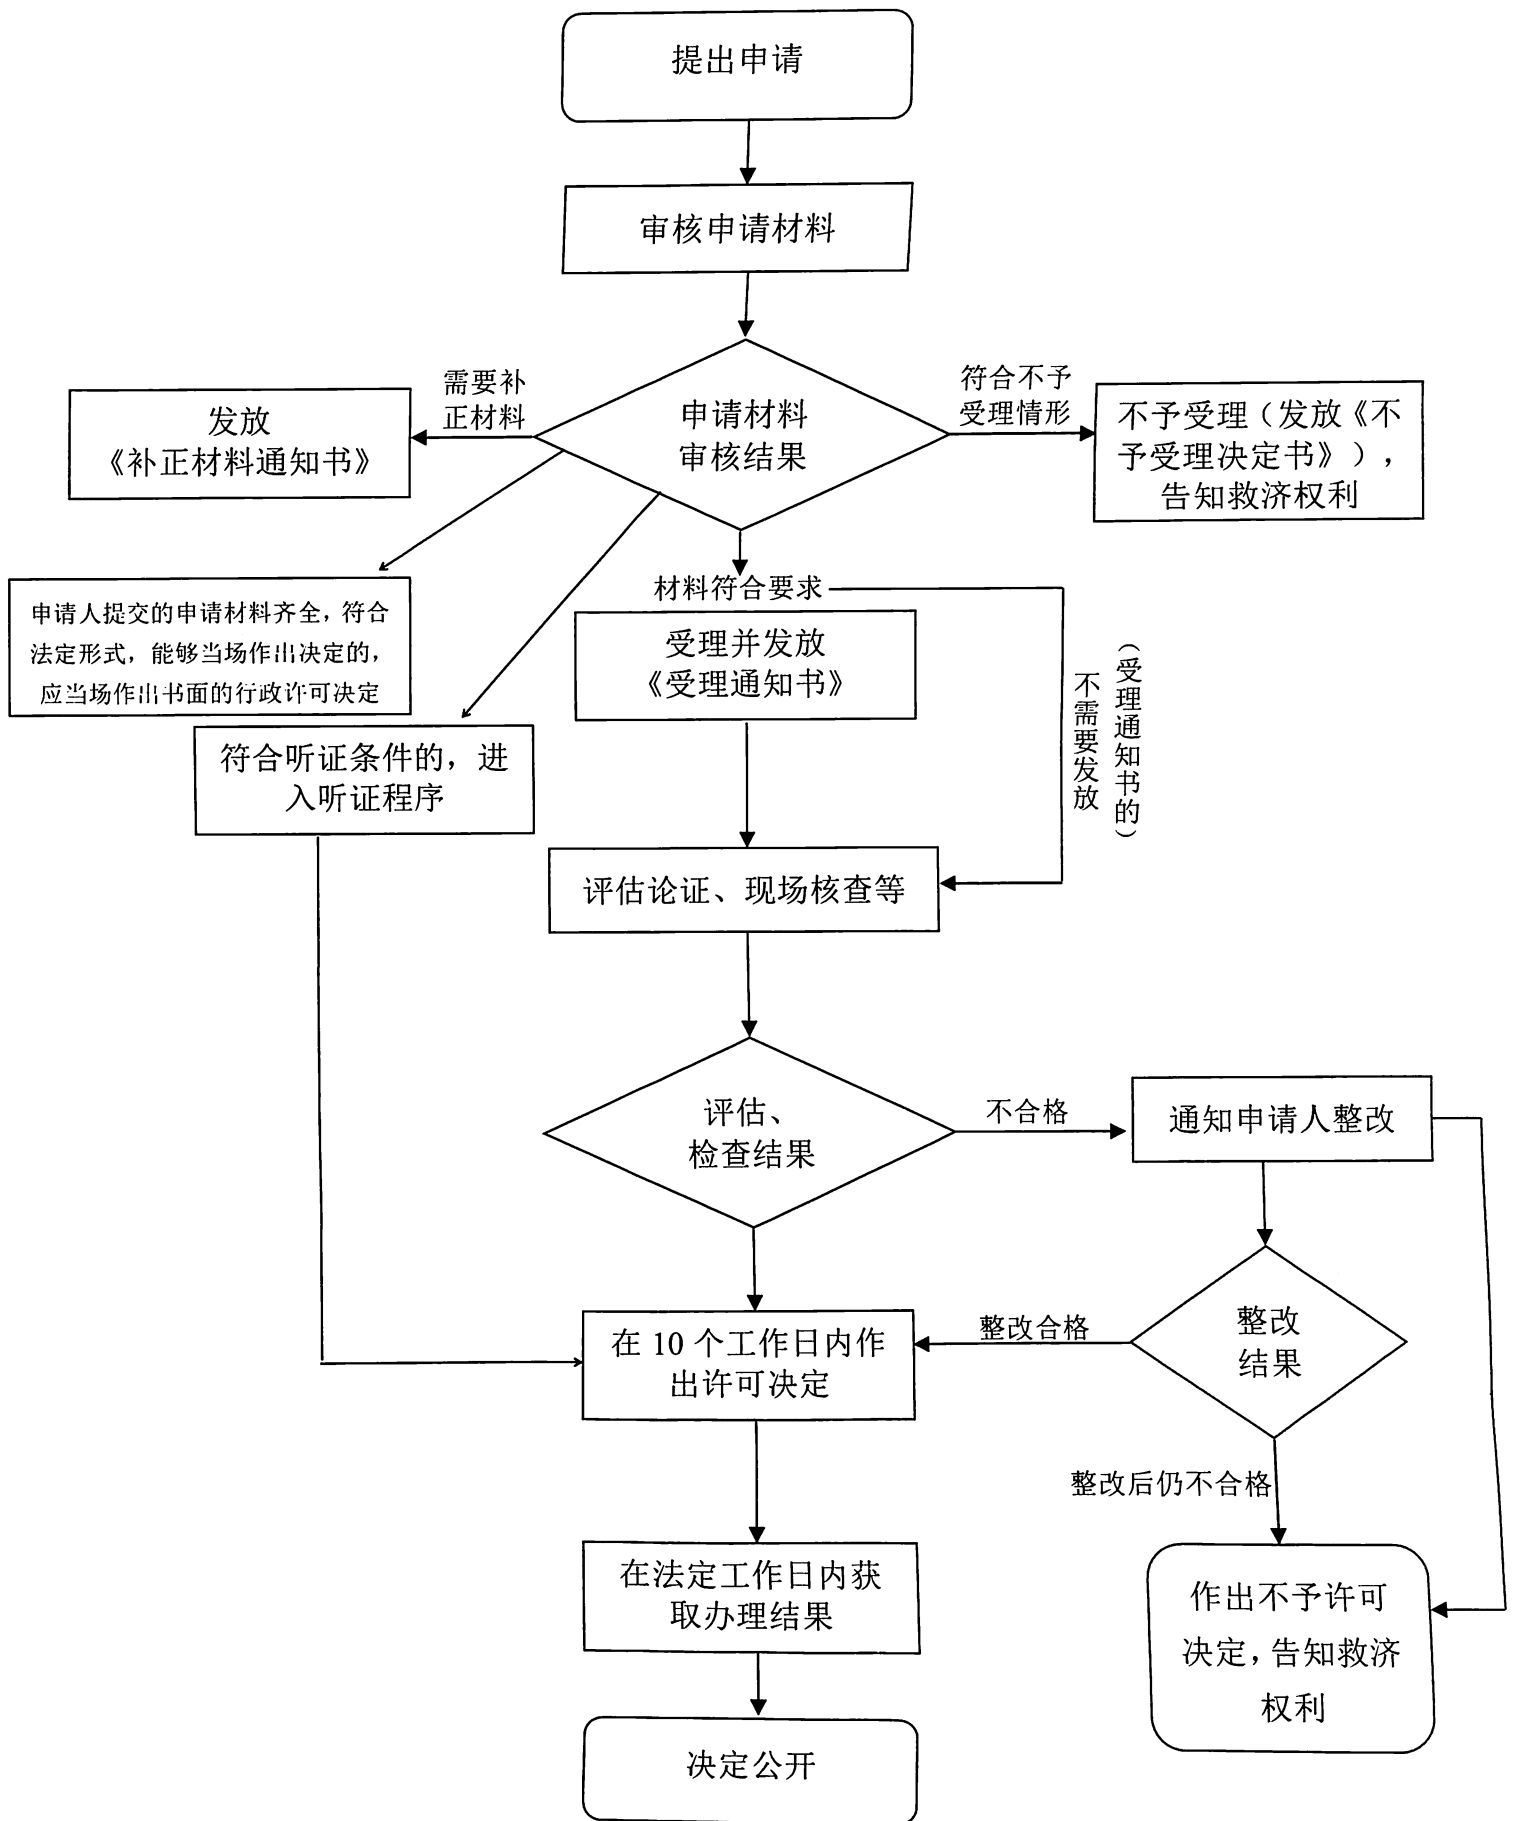 提出申请
审核申请材料
需要补
正材料
符合不予
受理情形
申请材料
审核结果
发放
《补正材料通知书》
不予受理（发放《不
予受理决定书》），
告知救济权利
申请人提交的申请材料齐全，符合
法定形式，能够当场作出决定的，
应当场作出书面的行政许可决定
材料符合要求
受理并发放
《受理通知书》
不需要发放
（受理通知书的）
符合听证条件的，进
入听证程序
评估论证、现场核查等
评估、
检查结果
不合格
通知申请人整改
整改
结果
整改合格
在 10 个工作日内作
出许可决定
整改后仍不合格
在法定工作日内获
取办理结果
作出不予许可
决定，告知救济
权利
决定公开